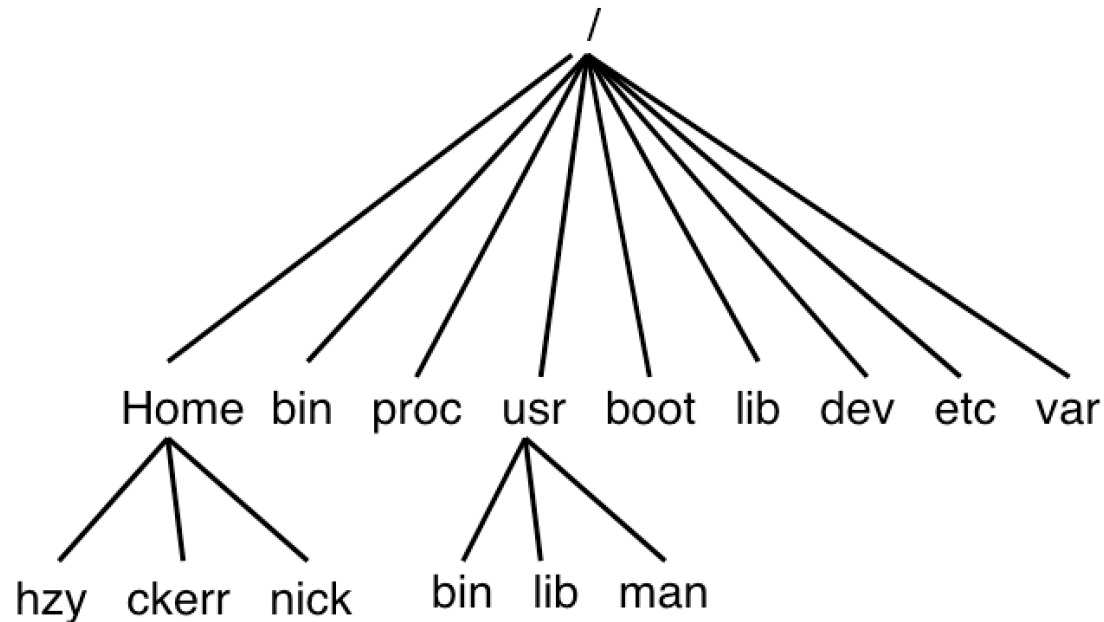 /
Home bin proc usr boot lib dev etc var
hzy ckerr nick bin lib man